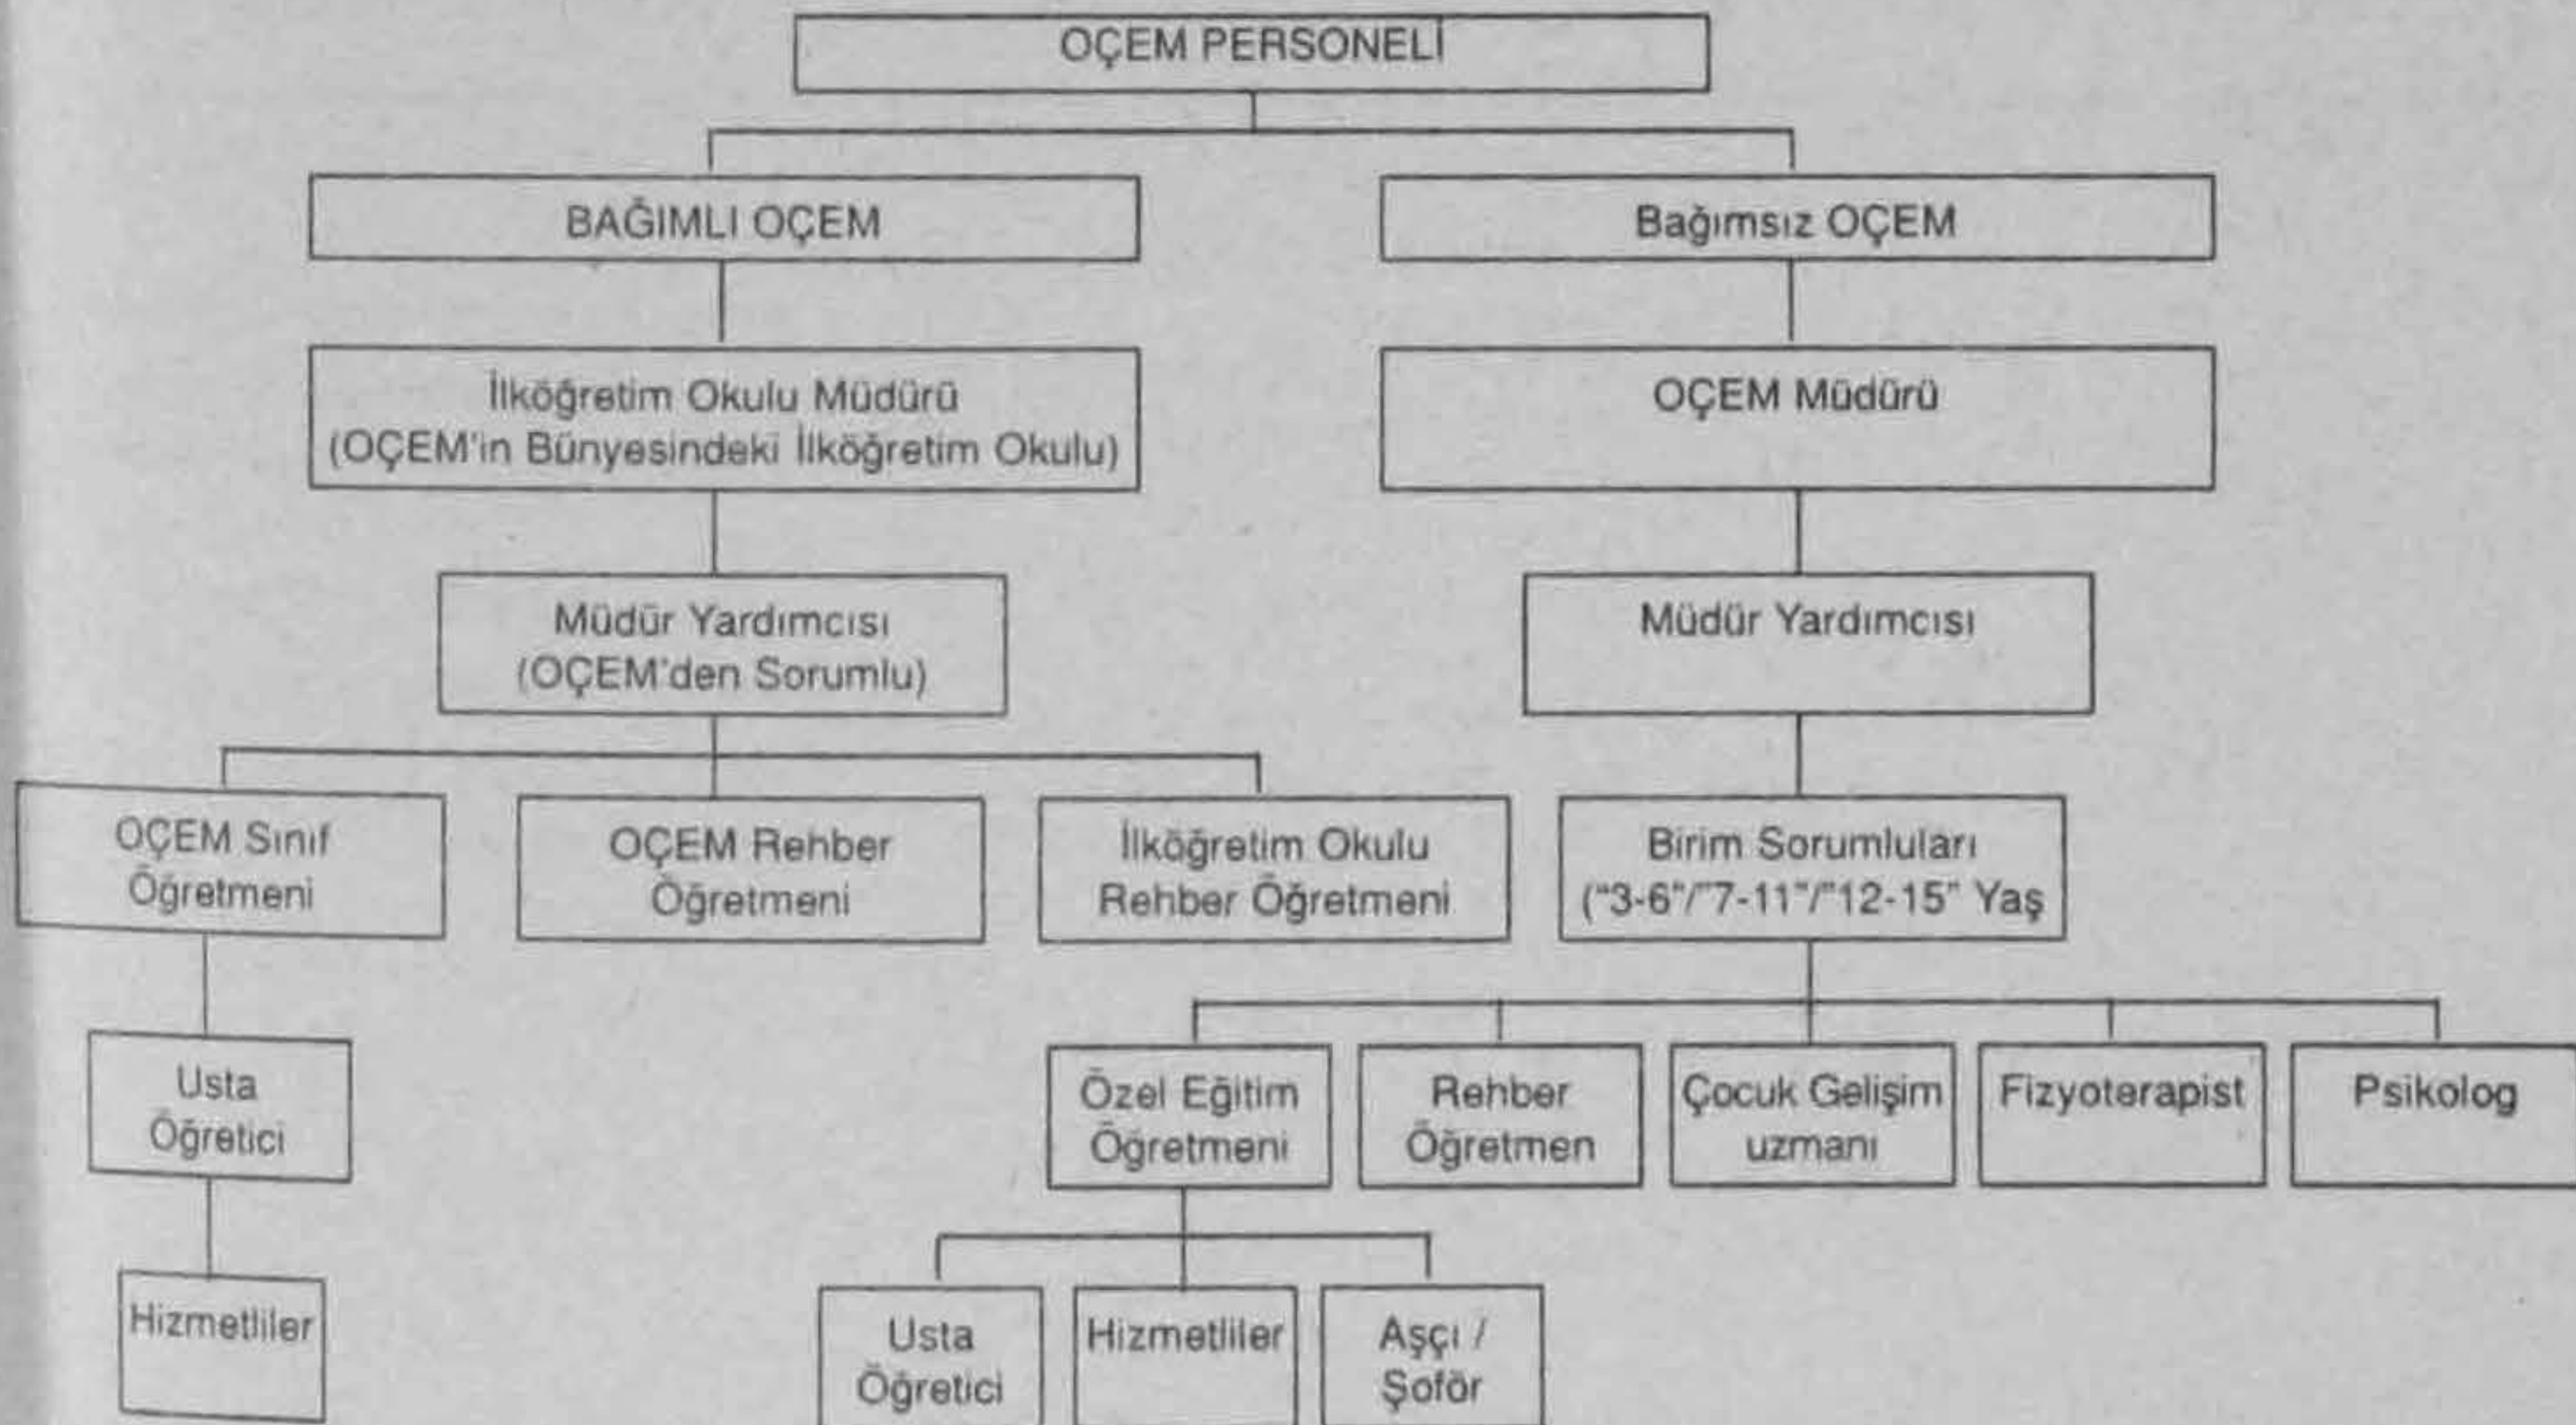 OÇEM PERSONELİ
BAĞIMLI OÇEM
Bağımsız OÇEM
İlköğretim Okulu Müdürü
(OÇEM'in Bünyesindeki İlköğretim Okulu)
OÇEM Müdürü
Müdür Yardımcısı
(OÇEM'den Sorumlu)
Müdür Yardımcısı
OÇEM Sınıf
Öğretmeni
OÇEM Rehber
Öğretmeni
İlköğretim Okulu
Rehber Öğretmeni
Birim Sorumluları
("3-6"/"7-11"/"12-15" Yaş
Usta
Öğretici
Özel Eğitim
Öğretmeni
Rehber
Öğretmen
Çocuk Gelişim
uzmanı
Fizyoterapist
Psikolog
Hizmetliler
Usta
Öğretici
Hizmetliler
Aşçı /
Şoför